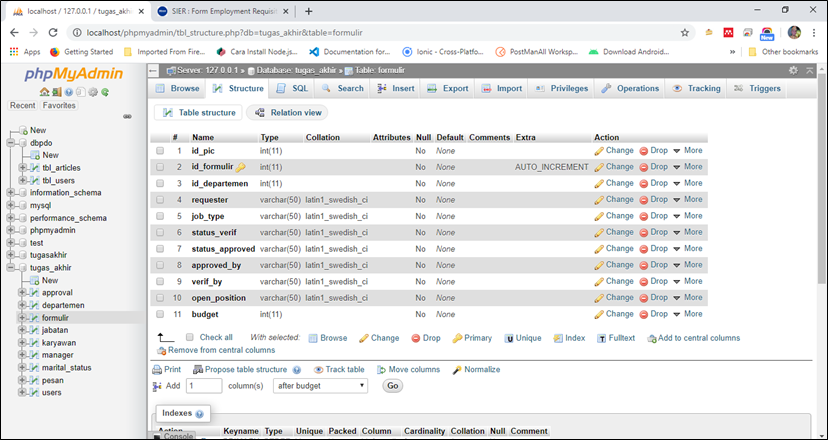 localhost / 127.0.0.1 / tugas_akhi
SIER : Form Employment Requisi
localhost/phpmyadmin/tbl_structure.php?db=tugas_akhir&table=formulir
Apps Getting Started Imported From Fire... Cara Install Node.js... Documentation for... Ionic - Cross-Platfo... PostManAll Worksp... Download Android... » Other bookmarks
New
phpMyAdmin
Recent Favorites
New
dbpdo
New
tbl_articles
tbl_users
information_schema
mysql
performance_schema
phpmyadmin
test
tugasakhir
tugas_akhir
New
approval
departemen
formulir
jabatan
karyawan
manager
marital_status
pesan
users
Server: 127.0.0.1 » Database: tugas_akhir » Table: formulir
Browse Structure SQL Search Insert Export Import Privileges Operations Tracking Triggers
Table structure Relation view
# Name Type Collation Attributes Null Default Comments Extra Action
1 id_pic int(11) No None Change Drop More
2 id_formulir int(11) No None AUTO_INCREMENT Change Drop More
3 id_departemen int(11) No None Change Drop More
4 requester varchar(50) latin1_swedish_ci No None Change Drop More
5 job_type varchar(50) latin1_swedish_ci No None Change Drop More
6 status_verif varchar(50) latin1_swedish_ci No None Change Drop More
7 status_approved varchar(50) latin1_swedish_ci No None Change Drop More
8 approved_by varchar(50) latin1_swedish_ci No None Change Drop More
9 verif_by varchar(50) latin1_swedish_ci No None Change Drop More
10 open_position varchar(50) latin1_swedish_ci No None Change Drop More
11 budget int(11) No None Change Drop More
Check all With selected: Browse Change Drop Primary Unique Index Fulltext Add to central columns
Remove from central columns
Print Propose table structure Track table Move columns Normalize
Add 1 column(s) after budget Go
Indexes
Action Keyname Type Unique Packed Column Cardinality Collation Null Comment
Console